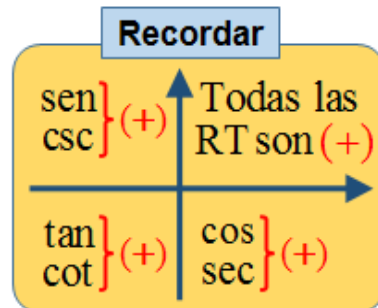 Recordar
sen
csc } (+)
Todas las
RT son (+)
tan
cot } (+)
cos
sec } (+)